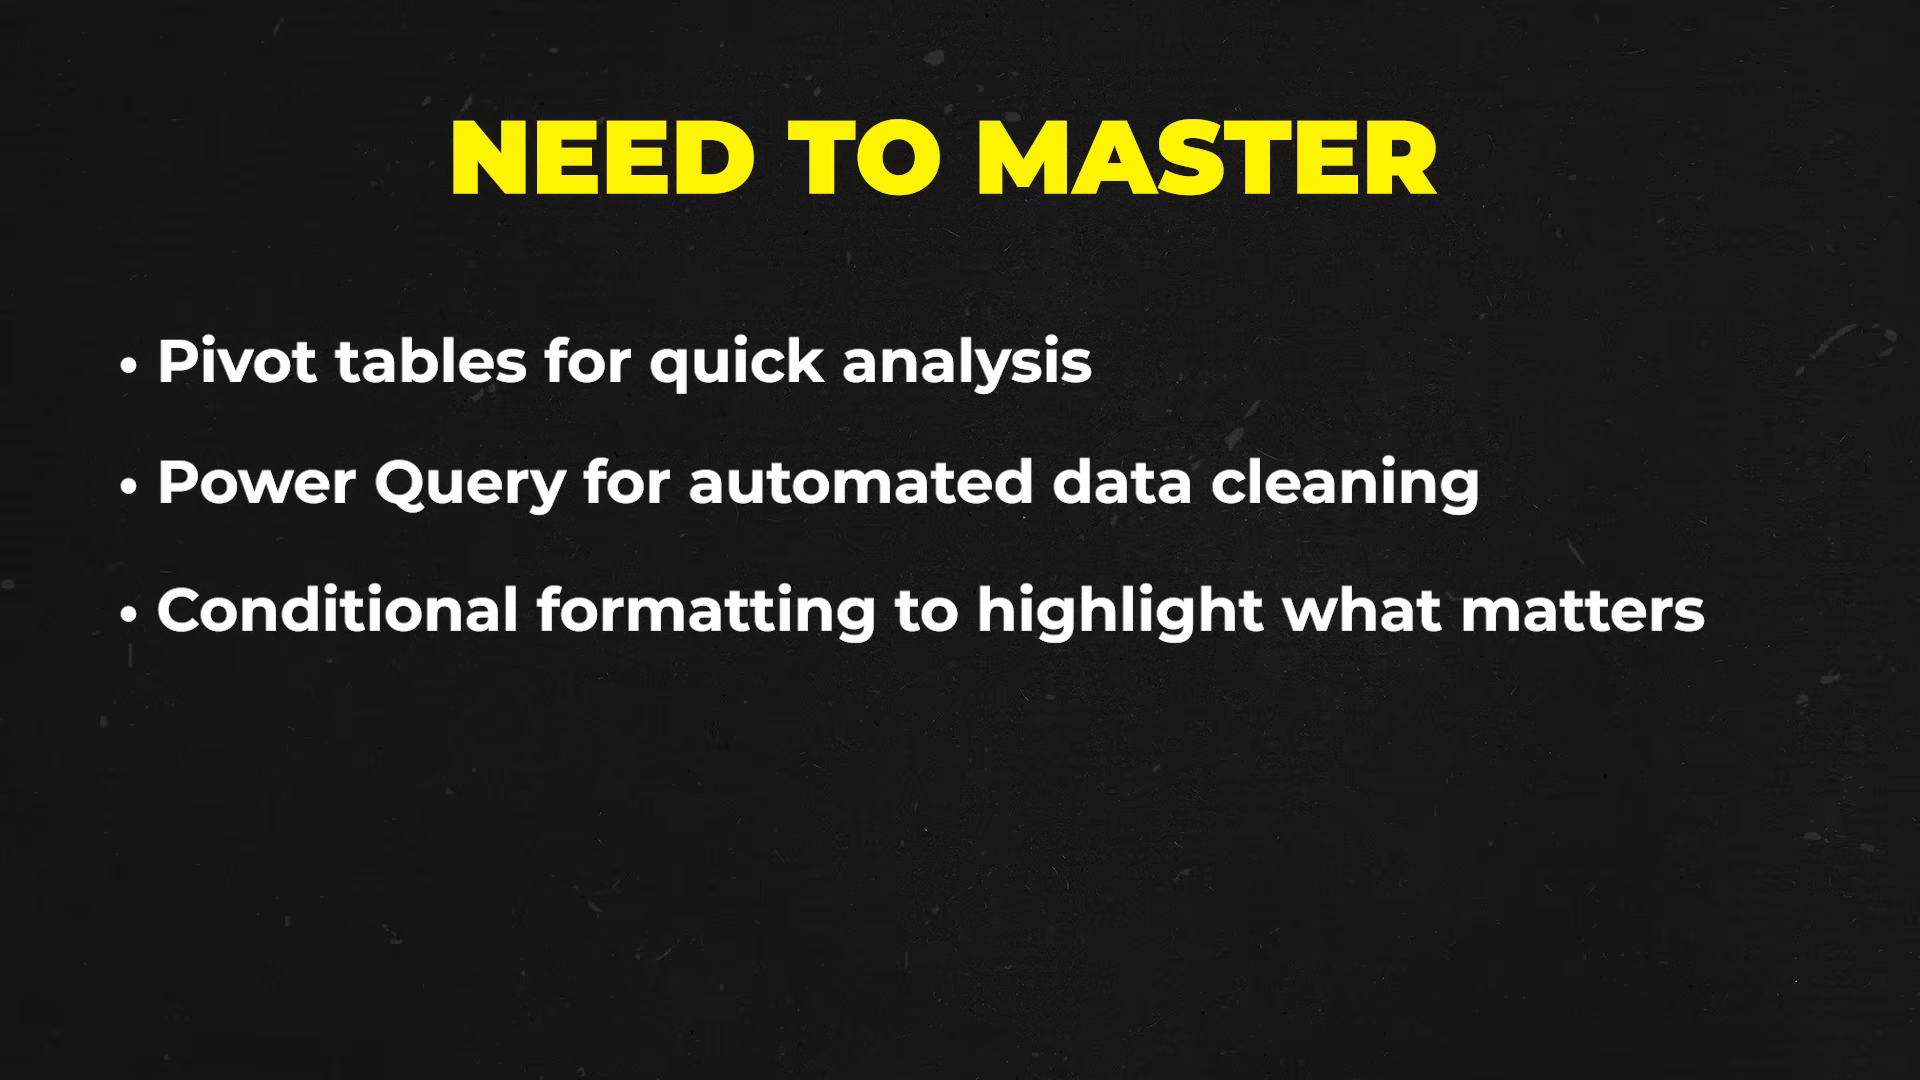 NEED TO MASTER
• Pivot tables for quick analysis
• Power Query for automated data cleaning
• Conditional formatting to highlight what matters